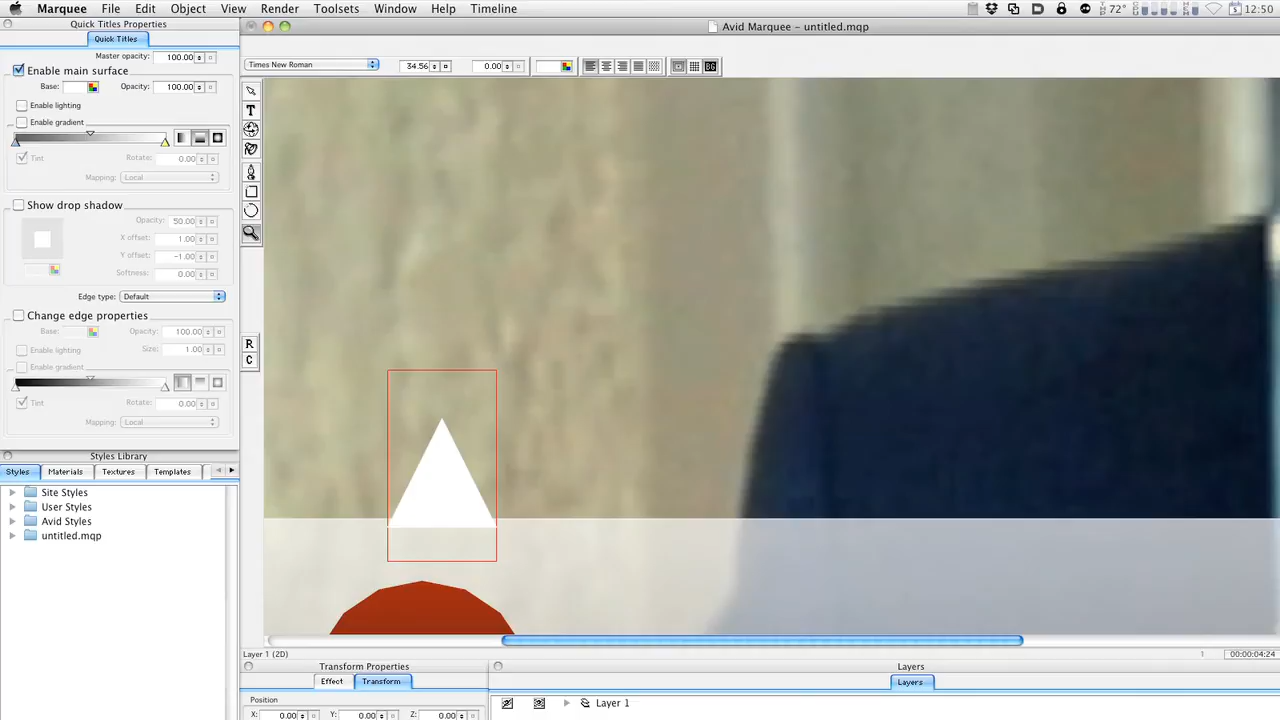 Marquee File Edit Object View Render Toolsets Window Help Timeline
72° 12:50
Quick Titles Properties
Quick Titles
Master opacity: 100.00
Enable main surface
Base: Opacity: 100.00
Enable lighting
Enable gradient
Tint Rotate: 0.00
Mapping: Local
Show drop shadow
Opacity: 50.00
X offset: 1.00
Y offset: -1.00
Softness: 0.00
Edge type: Default
Change edge properties
Base: Opacity: 100.00
Enable lighting Size: 1.00
Enable gradient
Tint Rotate: 0.00
Mapping: Local
Styles Library
Styles Materials Textures Templates
Site Styles
User Styles
Avid Styles
untitled.mqp
Avid Marquee - untitled.mqp
Times New Roman 34.56 0.00
T
R
C
Layer 1 (2D) 1 00:00:04:24
Transform Properties
Effect Transform
Position
X: 0.00 Y: 0.00 Z: 0.00
Layers
Layers
Layer 1